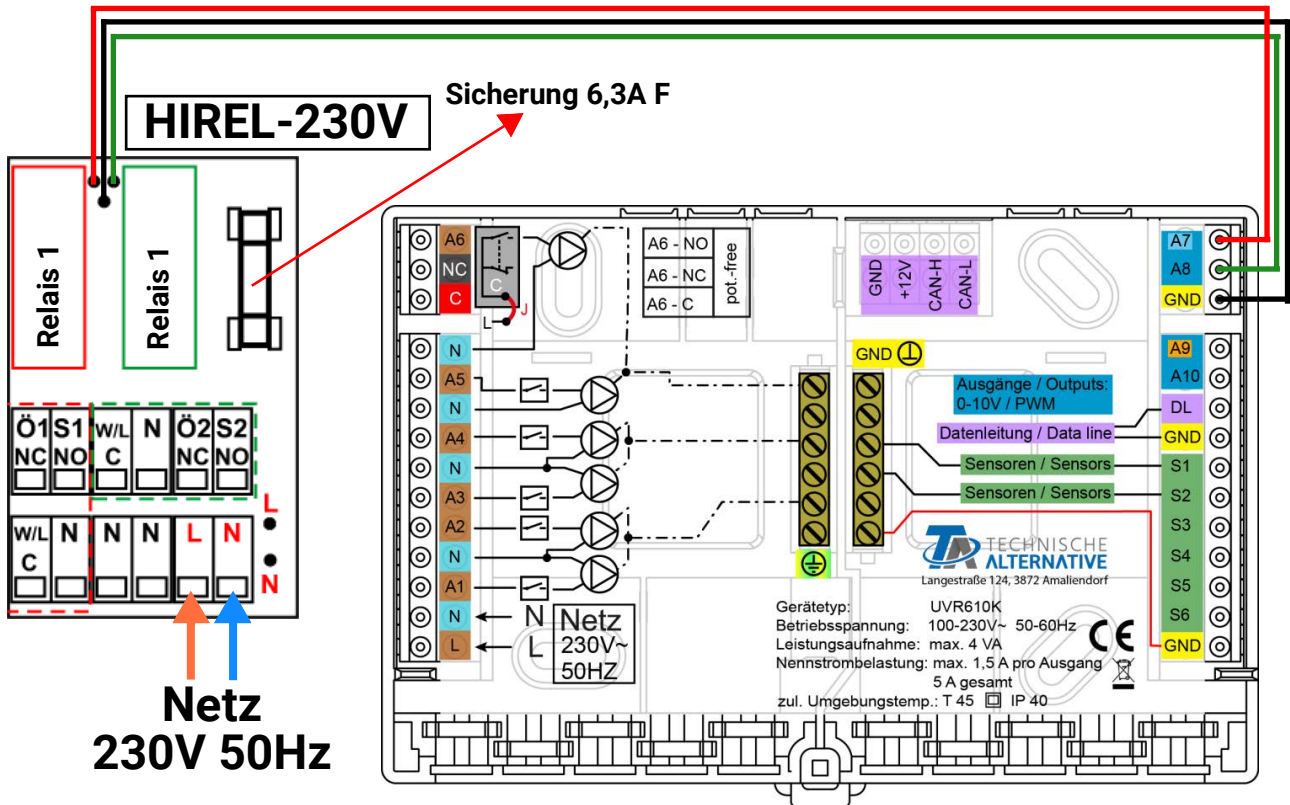 HIREL-230V
Sicherung 6,3A F
Relais 1
Relais 1
Ö1 S1 W/L N Ö2 S2
NC NO C NC NO
L
W/L N N N L N
C
N
Netz
230V 50Hz
A6
NC
C
C
J
L
A6 - NO
A6 - NC
A6 - C
pot.-free
GND
+12V
CAN-H
CAN-L
A7
A8
GND
N
A5
N
A4
N
A3
A2
N
A1
N
L
N Netz
L 230V~
50HZ
GND
A9
A10
DL
GND
S1
S2
S3
S4
S5
S6
GND
Ausgänge / Outputs:
0-10V / PWM
Datenleitung / Data line
Sensoren / Sensors
Sensoren / Sensors
TA TECHNISCHE
ALTERNATIVE
Langestraße 124, 3872 Amaliendorf
Gerätetyp: UVR610K
Betriebsspannung: 100-230V~ 50-60Hz
Leistungsaufnahme: max. 4 VA
Nennstrombelastung: max. 1,5 A pro Ausgang
5 A gesamt
zul. Umgebungstemp.: T 45 IP 40
CE